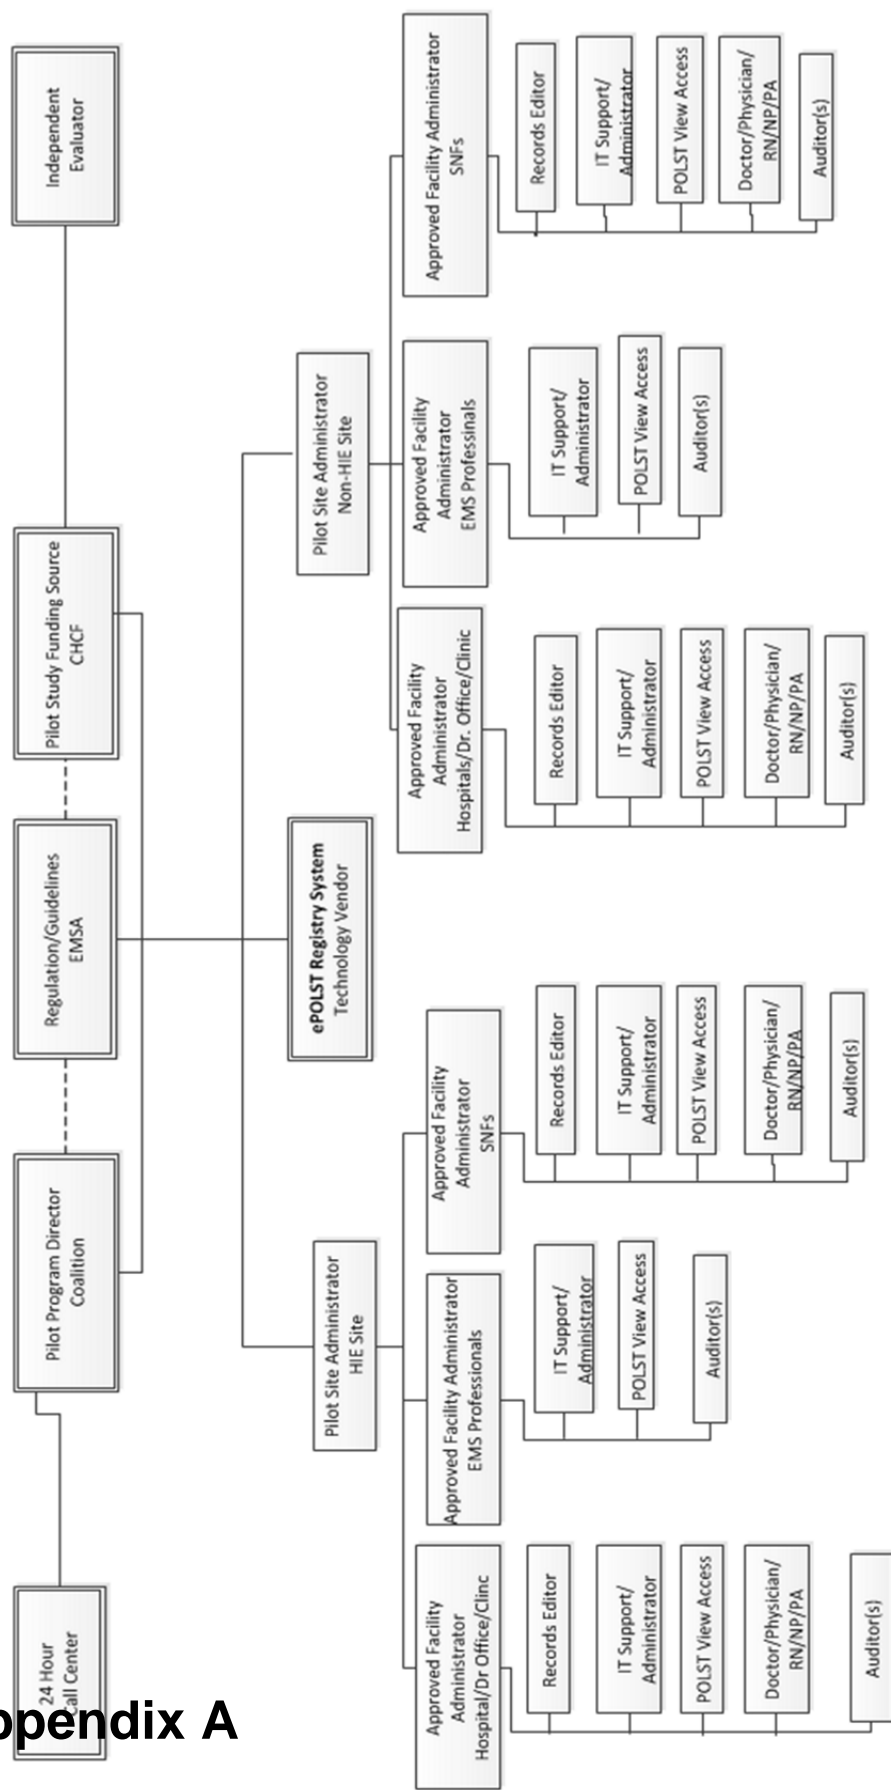 24 Hour
Call Center
Pilot Program Director
Coalition
Regulation/Guidelines
EMSA
Pilot Study Funding Source
CHCF
Independent
Evaluator
ePOLST Registry System
Technology Vendor
Pilot Site Administrator
HIE Site
Pilot Site Administrator
Non-HIE Site
Approved Facility
Administrator
Hospital/Dr Office/Clinc
Records Editor
IT Support/
Administrator
POLST View Access
Doctor/Physician/
RN/NP/PA
Auditor(s)
Approved Facility Administrator
EMS Professionals
IT Support/
Administrator
POLST View Access
Auditor(s)
Approved Facility
Administrator
SNFs
Records Editor
IT Support/
Administrator
POLST View Access
Doctor/Physician/
RN/NP/PA
Auditor(s)
Approved Facility
Administrator
Hospitals/Dr. Office/Clinic
Records Editor
IT Support/
Administrator
POLST View Access
Doctor/Physician/
RN/NP/PA
Auditor(s)
Approved Facility
Administrator
EMS Professinals
IT Support/
Administrator
POLST View Access
Auditor(s)
Approved Facility Administrator
SNFs
Records Editor
IT Support/
Administrator
POLST View Access
Doctor/Physician/
RN/NP/PA
Auditor(s)
ppendix A